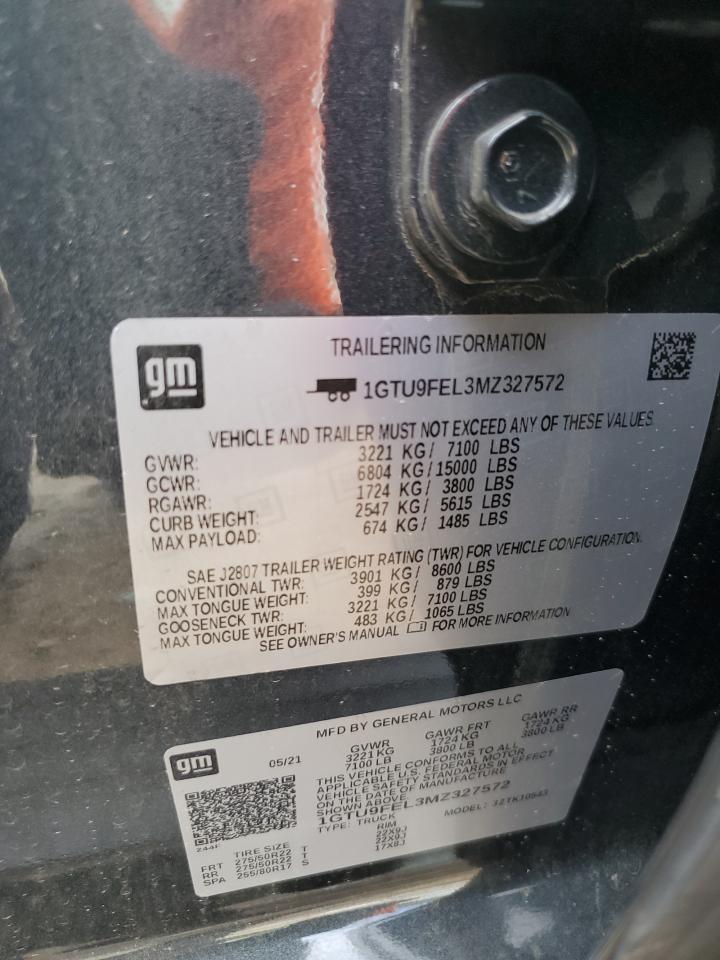 gm
TRAILERING INFORMATION
1GTU9FEL3MZ327572
VEHICLE AND TRAILER MUST NOT EXCEED ANY OF THESE VALUES
GVWR: 3221 KG/ 7100 LBS
GCWR: 6804 KG/15000 LBS
RGAWR: 1724 KG/ 3800 LBS
CURB WEIGHT: 2547 KG/ 5615 LBS
MAX PAYLOAD: 674 KG/ 1485 LBS
SAE J2807 TRAILER WEIGHT RATING (TWR) FOR VEHICLE CONFIGURATION.
CONVENTIONAL TWR: 3901 KG/ 8600 LBS
MAX TONGUE WEIGHT: 399 KG/ 879 LBS
GOOSENECK TWR: 3221 KG/ 7100 LBS
MAX TONGUE WEIGHT: 483 KG/ 1065 LBS
SEE OWNER'S MANUAL FOR MORE INFORMATION
gm
MFD BY GENERAL MOTORS LLC
05/21 GVWR GAWR FRT GAWR RR
3221KG 1724KG 1724KG
7100LB 3800LB 3800LB
THIS VEHICLE CONFORMS TO ALL
APPLICABLE U.S. FEDERAL MOTOR
VEHICLE SAFETY STANDARDS IN EFFECT
ON THE DATE OF MANUFACTURE
SHOWN ABOVE.
1GTU9FEL3MZ327572
TYPE: TRUCK MODEL: 12TK10543
244F
TIRE SIZE RIM
FRT 275/50R22 T 22X9J
RR 275/50R22 T 22X9J
SPA 255/80R17 S 17X8J